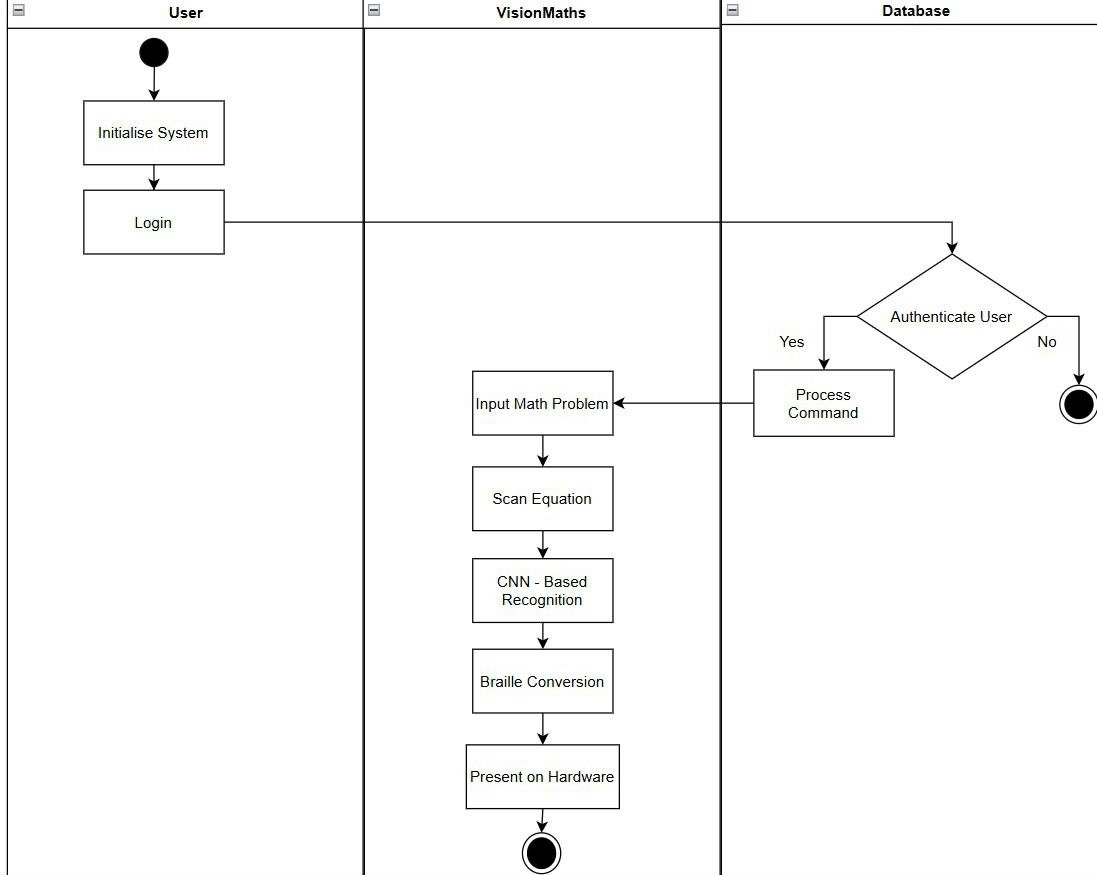 User
VisionMaths
Database
Initialise System
Login
Authenticate User
Yes
No
Process
Command
Input Math Problem
Scan Equation
CNN - Based
Recognition
Braille Conversion
Present on Hardware